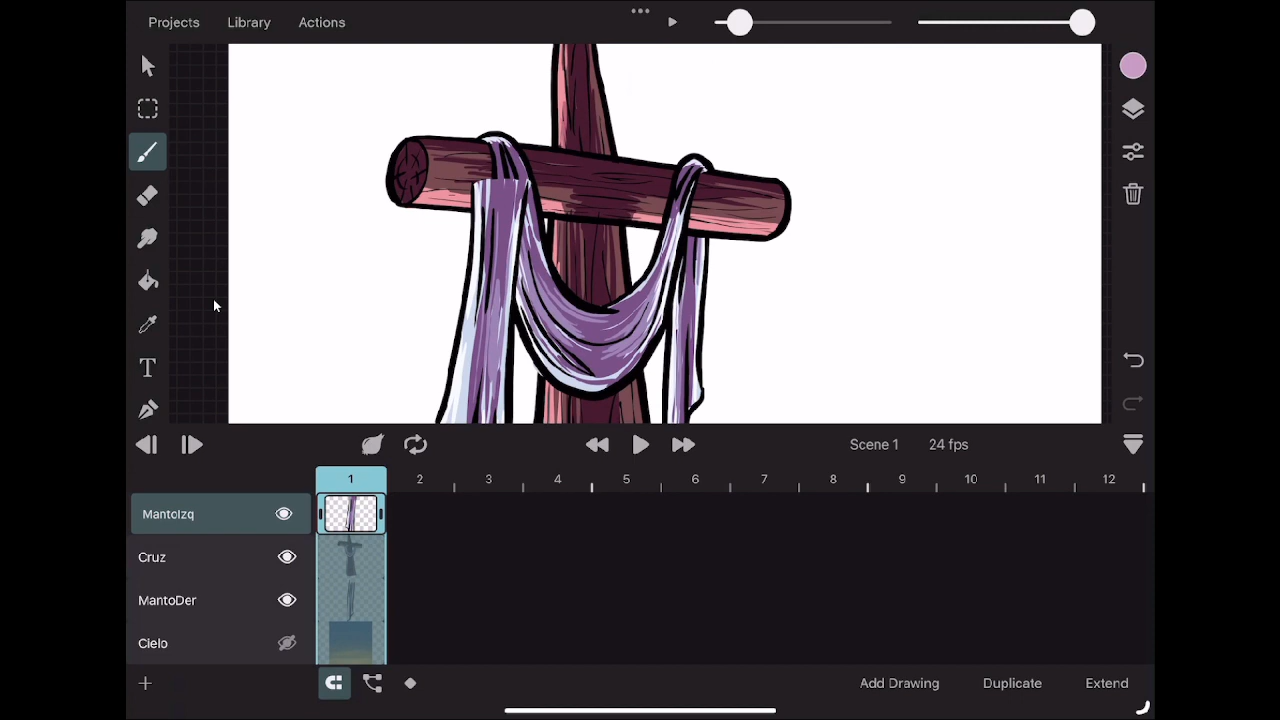 Projects Library Actions
T
Scene 1 24 fps
1 2 3 4 5 6 7 8 9 10 11 12
MantoIzq
Cruz
MantoDer
Cielo
Add Drawing Duplicate Extend